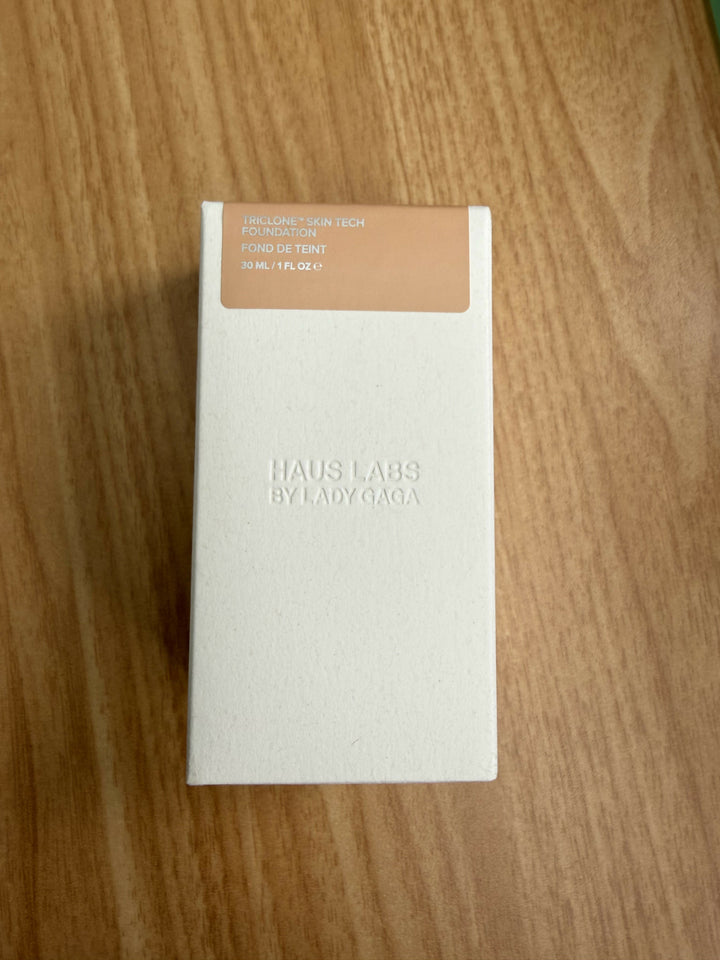 TRICLONE™ SKIN TECH
FOUNDATION
FOND DE TEINT
30 ML / 1 FL OZ ℮
HAUS LABS
BY LADY GAGA